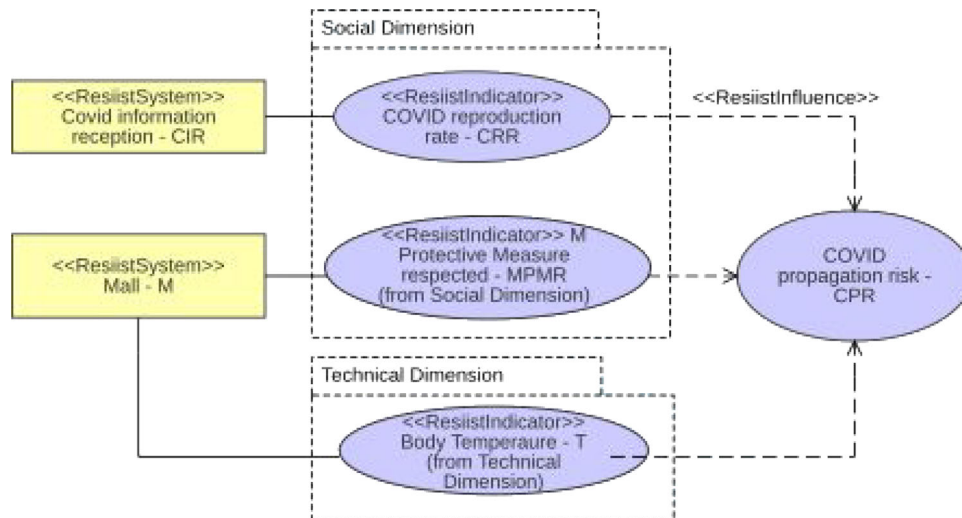 Social Dimension
<<ResiistSystem>>
Covid information
reception - CIR
<<ResiistIndicator>>
COVID reproduction
rate - CRR
<<ResiistInfluence>>
<<ResiistSystem>>
Mall - M
<<ResiistIndicator>> M
Protective Measure
respected - MPMR
(from Social Dimension)
COVID
propagation risk -
CPR
Technical Dimension
<<ResiistIndicator>>
Body Temperaure - T
(from Technical
Dimension)